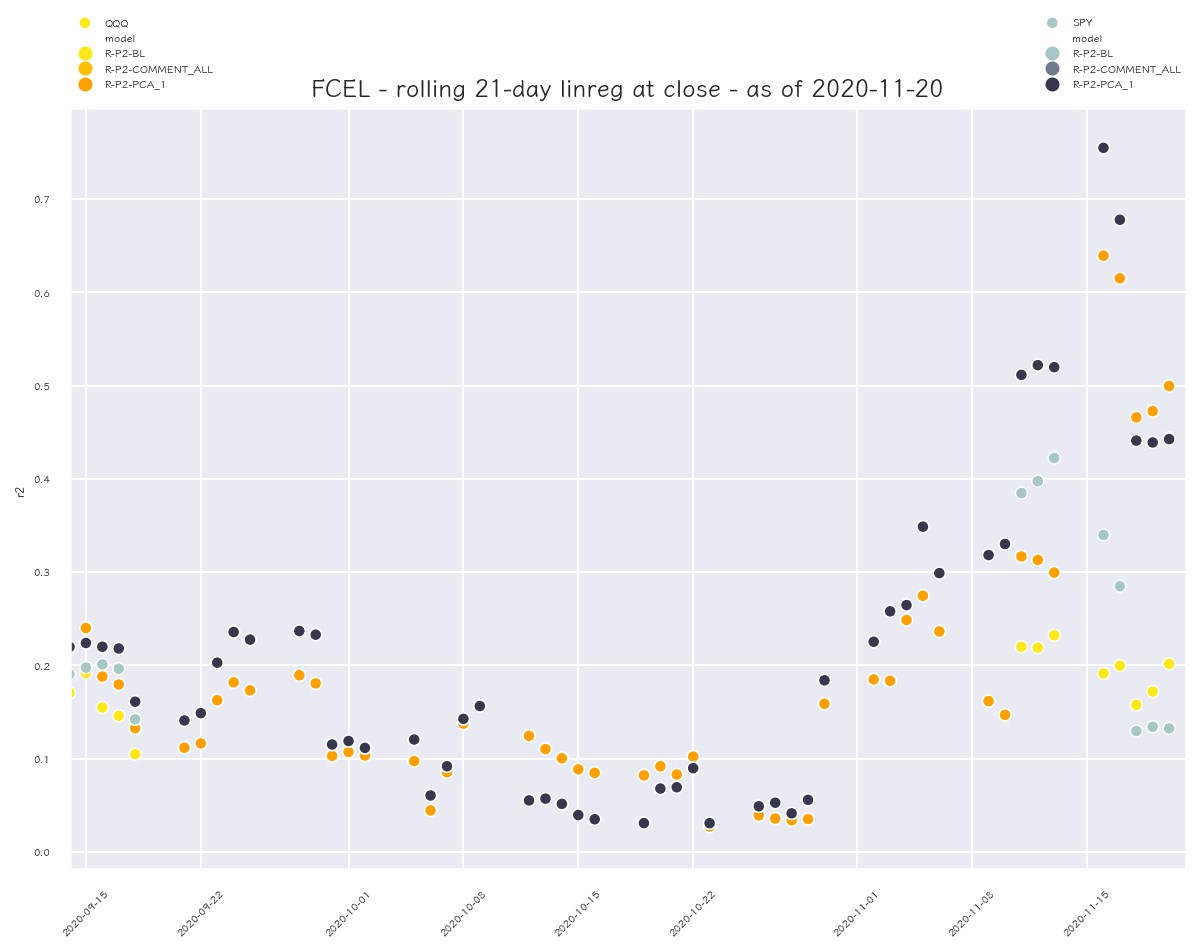 QQQ
model
R-P2-BL
R-P2-COMMENT_ALL
R-P2-PCA_1
SPY
model
R-P2-BL
R-P2-COMMENT_ALL
R-P2-PCA_1
FCEL - rolling 21-day linreg at close - as of 2020-11-20
r2
0.7
0.6
0.5
0.4
0.3
0.2
0.1
0.0
2020-09-15
2020-09-22
2020-10-01
2020-10-08
2020-10-15
2020-10-22
2020-11-01
2020-11-08
2020-11-15